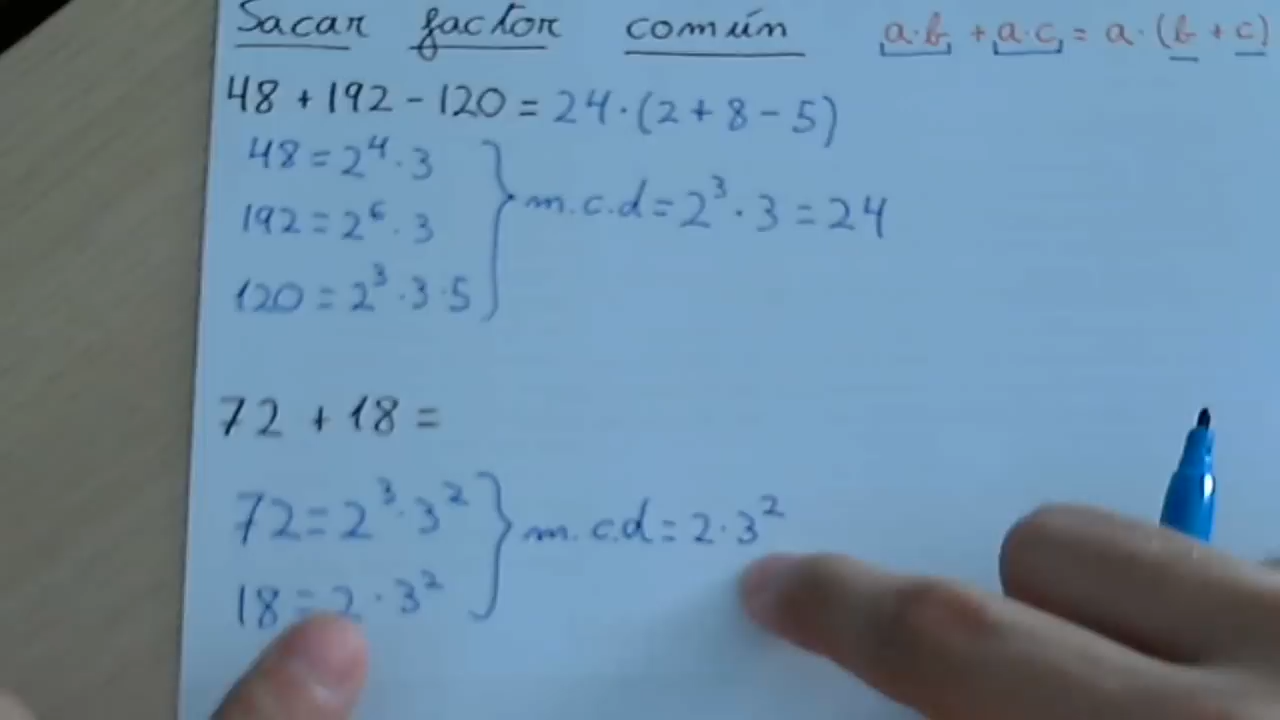 Sacar factor común a·b + a·c = a·(b + c)
48 + 192 - 120 = 24·(2 + 8 - 5)
48 = 2⁴·3
192 = 2⁶·3 m.c.d = 2³·3 = 24
120 = 2³·3·5
72 + 18 =
72 = 2³·3² m.c.d = 2·3²
18 = 2·3²